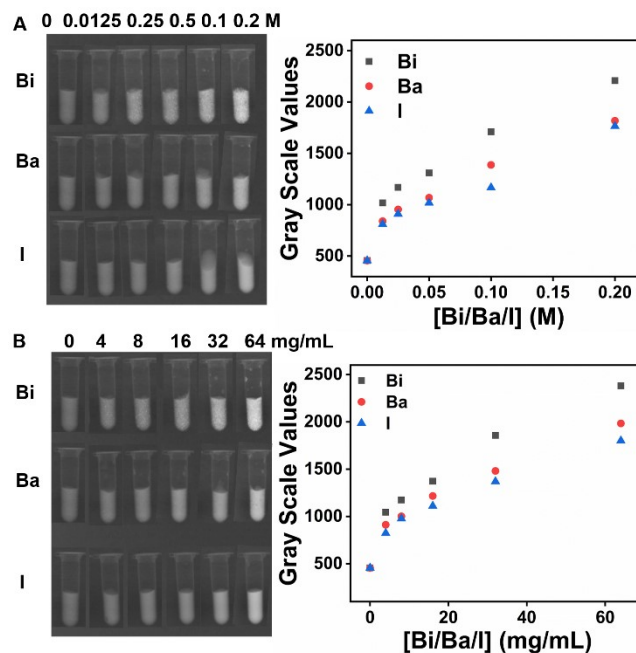 A
0 0.0125 0.25 0.5 0.1 0.2 M
Bi
Ba
I
2500
2000
1500
1000
500
Gray Scale Values
Bi
Ba
I
0.00 0.05 0.10 0.15 0.20
[Bi/Ba/I] (M)
B
0 4 8 16 32 64 mg/mL
Bi
Ba
I
2500
2000
1500
1000
500
Gray Scale Values
Bi
Ba
I
0 20 40 60
[Bi/Ba/I] (mg/mL)